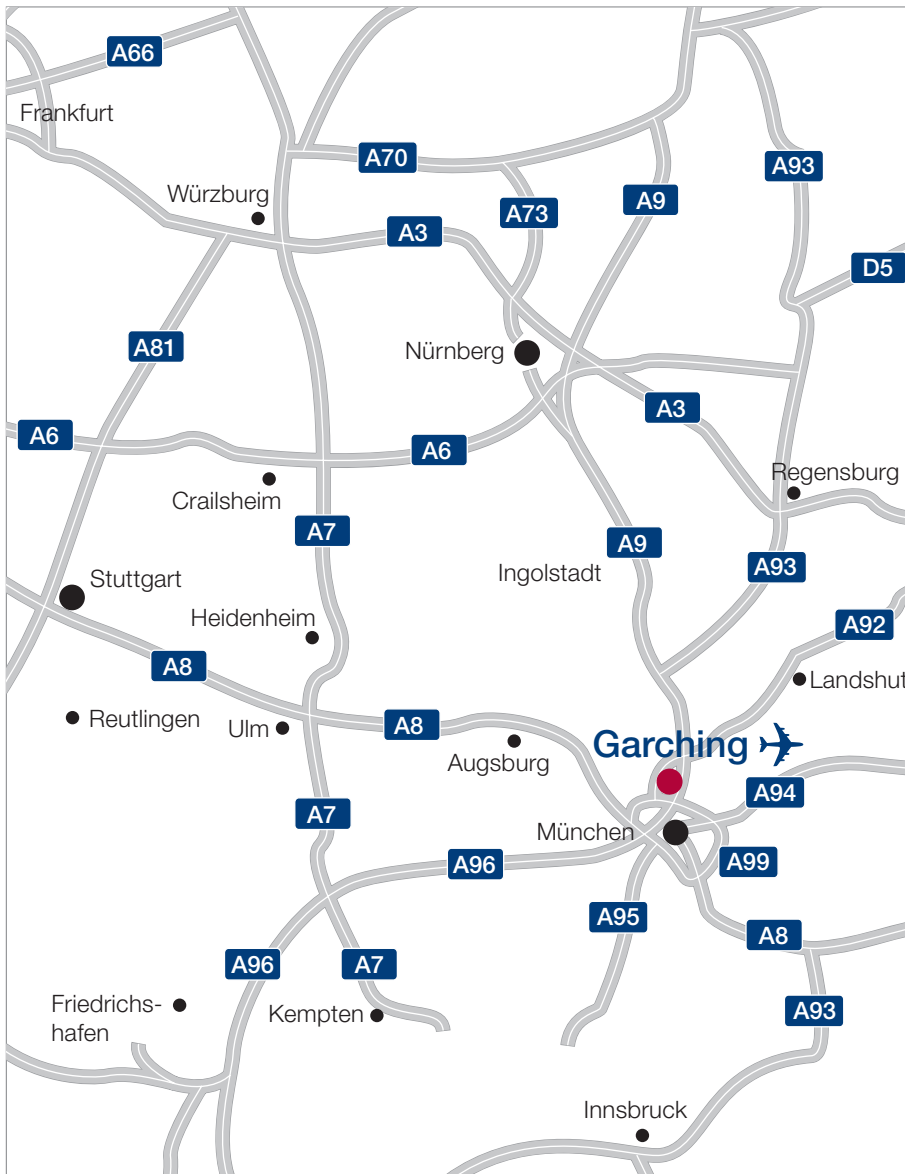 A66
Frankfurt
A70
A93
Würzburg
A73
A9
A3
D5
A81
Nürnberg
A3
A6
A6
Regensburg
Crailsheim
A7
A9
Ingolstadt
A93
Stuttgart
Heidenheim
A92
A8
Landshut
Reutlingen
Ulm
A8
Garching
Augsburg
A94
A7
München
A96
A99
A95
A8
A96
A7
Friedrichs-
hafen
Kempten
A93
Innsbruck